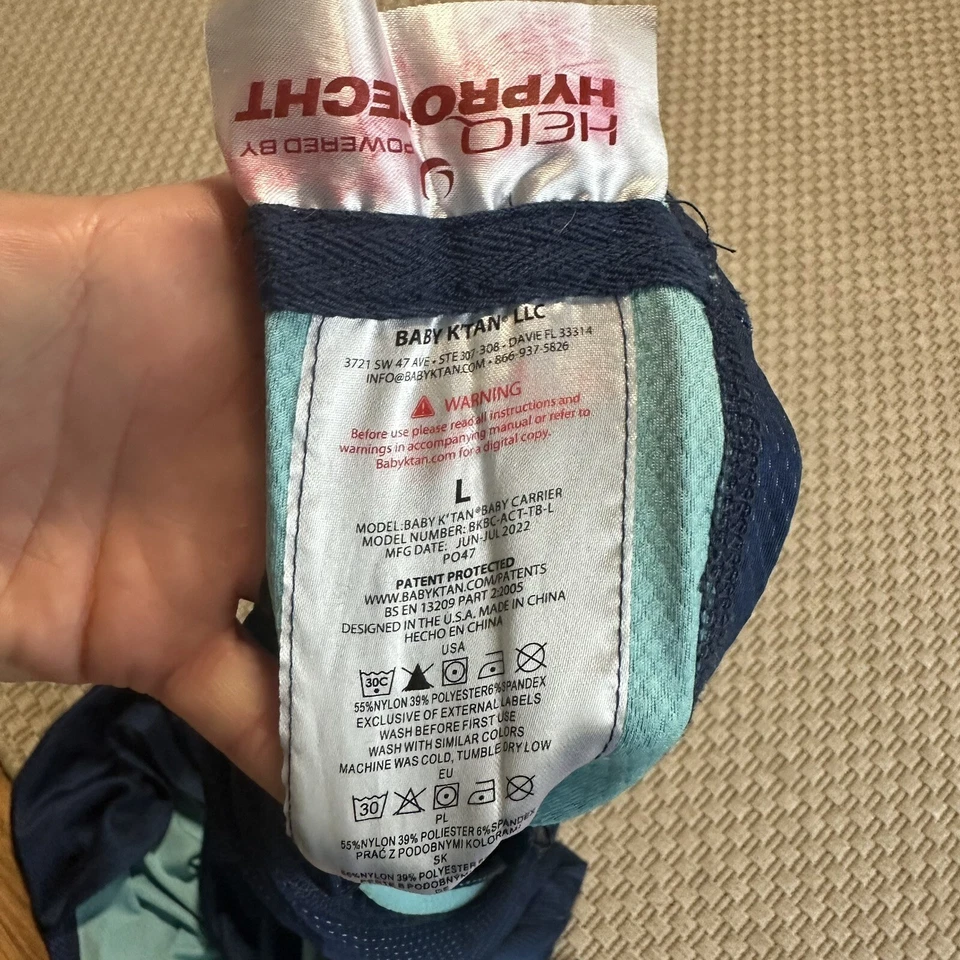 HEIQ
HYPROTECHT
POWERED BY
BABY K'TAN® LLC
3721 SW 47 AVE • STE 307-308 • DAVIE FL 33314
INFO@BABYKTAN.COM • 866-937-5826
WARNING
Before use please read all instructions and
warnings in accompanying manual or refer to
Babyktan.com for a digital copy.
L
MODEL:BABY K'TAN® BABY CARRIER
MODEL NUMBER: BKBC-ACT-TB-L
MFG DATE: JUN-JUL 2022
PO47
PATENT PROTECTED
WWW.BABYKTAN.COM/PATENTS
BS EN 13209 PART 2:2005
DESIGNED IN THE U.S.A. MADE IN CHINA
HECHO EN CHINA
USA
30C
55%NYLON 39% POLYESTER6%SPANDEX
EXCLUSIVE OF EXTERNAL LABELS
WASH BEFORE FIRST USE
WASH WITH SIMILAR COLORS
MACHINE WAS COLD, TUMBLE DRY LOW
EU
30
PL
55%NYLON 39% POLIESTER 6%SPANDEX
PRAĆ Z PODOBNYMI KOLORAMI
SK
55%NYLON 39% POLYESTER